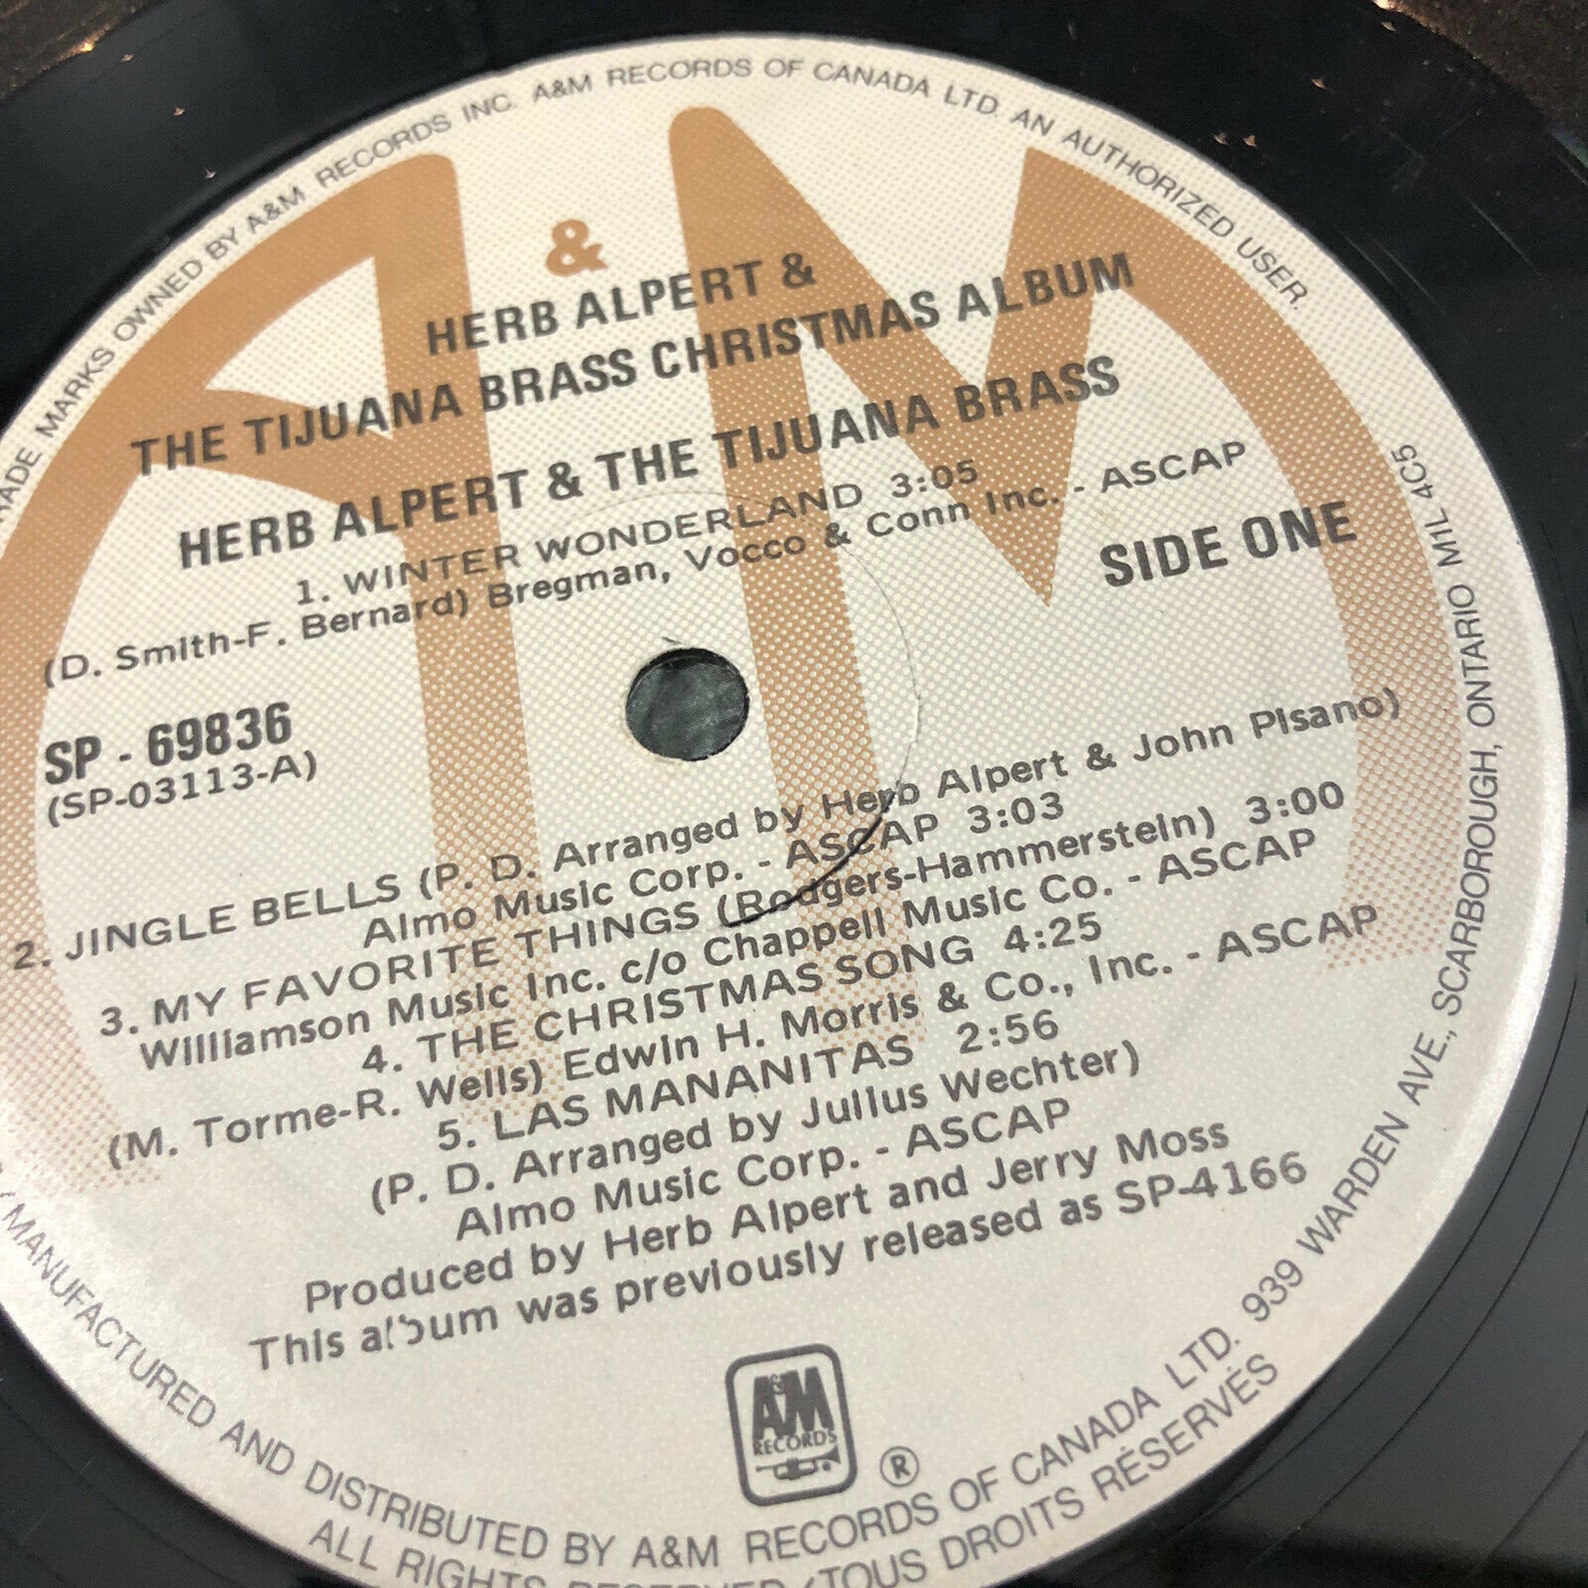 TRADE MARKS OWNED BY A&M RECORDS INC. A&M RECORDS OF CANADA LTD. AN AUTHORIZED USER.
&
HERB ALPERT &
THE TIJUANA BRASS CHRISTMAS ALBUM
HERB ALPERT & THE TIJUANA BRASS
1. WINTER WONDERLAND 3:05
(D. Smith-F. Bernard) Bregman, Vocco & Conn Inc. - ASCAP
SIDE ONE
SP - 69836
(SP-03113-A)
2. JINGLE BELLS (P. D. Arranged by Herb Alpert & John Pisano)
Almo Music Corp. - ASCAP 3:03
3. MY FAVORITE THINGS (Rodgers-Hammerstein) 3:00
Williamson Music Inc. c/o Chappell Music Co. - ASCAP
4. THE CHRISTMAS SONG 4:25
(M. Torme-R. Wells) Edwin H. Morris & Co., Inc. - ASCAP
5. LAS MANANITAS 2:56
(P. D. Arranged by Julius Wechter)
Almo Music Corp. - ASCAP
Produced by Herb Alpert and Jerry Moss
This album was previously released as SP-4166
A&M
RECORDS
®
MANUFACTURED AND DISTRIBUTED BY A&M RECORDS OF CANADA LTD. 939 WARDEN AVE., SCARBOROUGH, ONTARIO MIL 4C5
ALL RIGHTS RESERVED/TOUS DROITS RÉSERVÉS